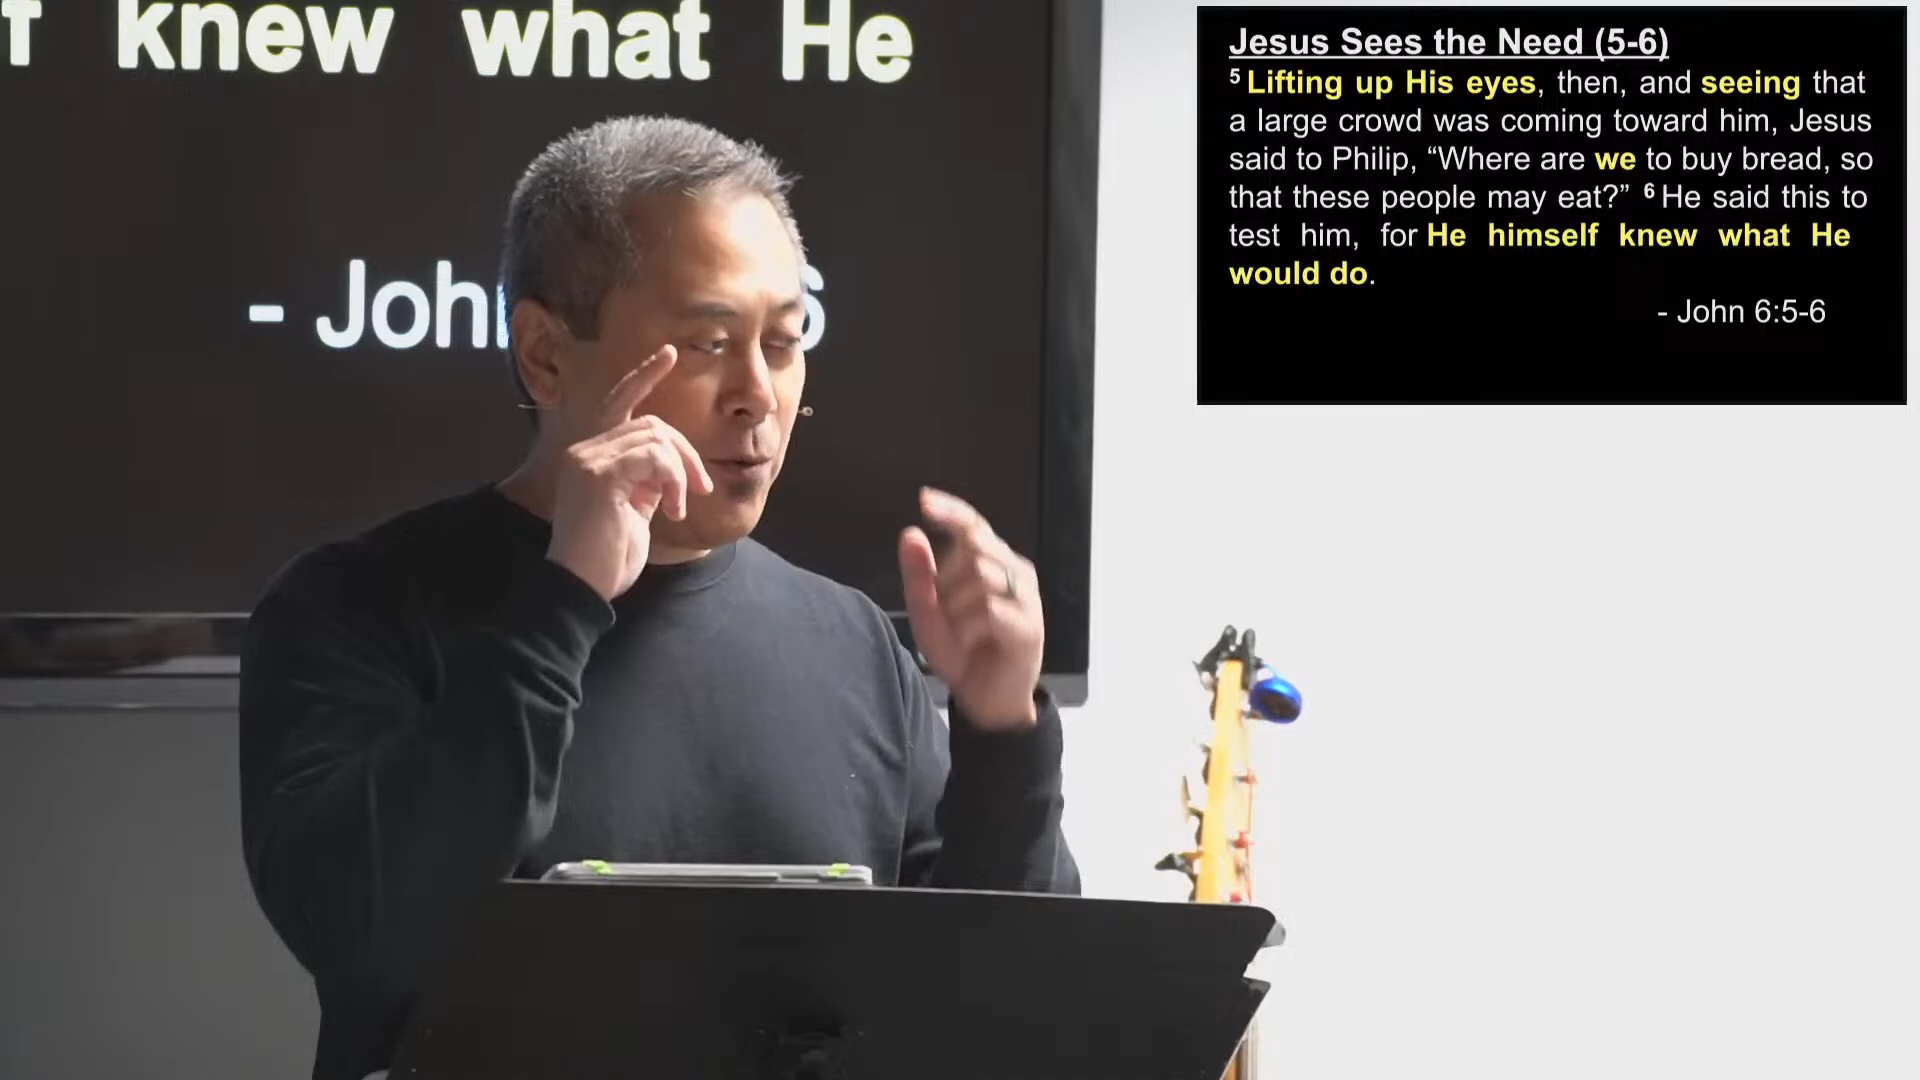 knew what He
- John 6
Jesus Sees the Need (5-6)
⁵ Lifting up His eyes, then, and seeing that
a large crowd was coming toward him, Jesus
said to Philip, “Where are we to buy bread, so
that these people may eat?” ⁶ He said this to
test him, for He himself knew what He
would do.
- John 6:5-6